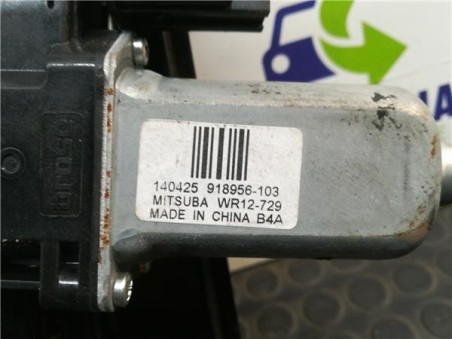 140425 918956-103
MITSUBA WR12-729
MADE IN CHINA B4A